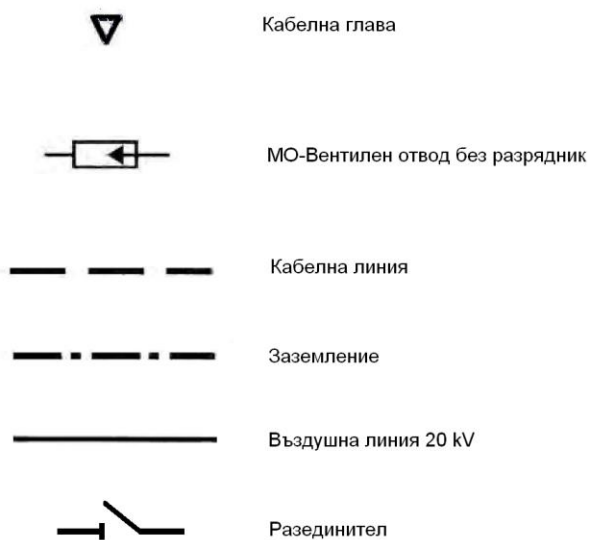 Кабелна глава
МО-Вентилен отвод без разрядник
Кабелна линия
Заземление
Въздушна линия 20 kV
Разединител